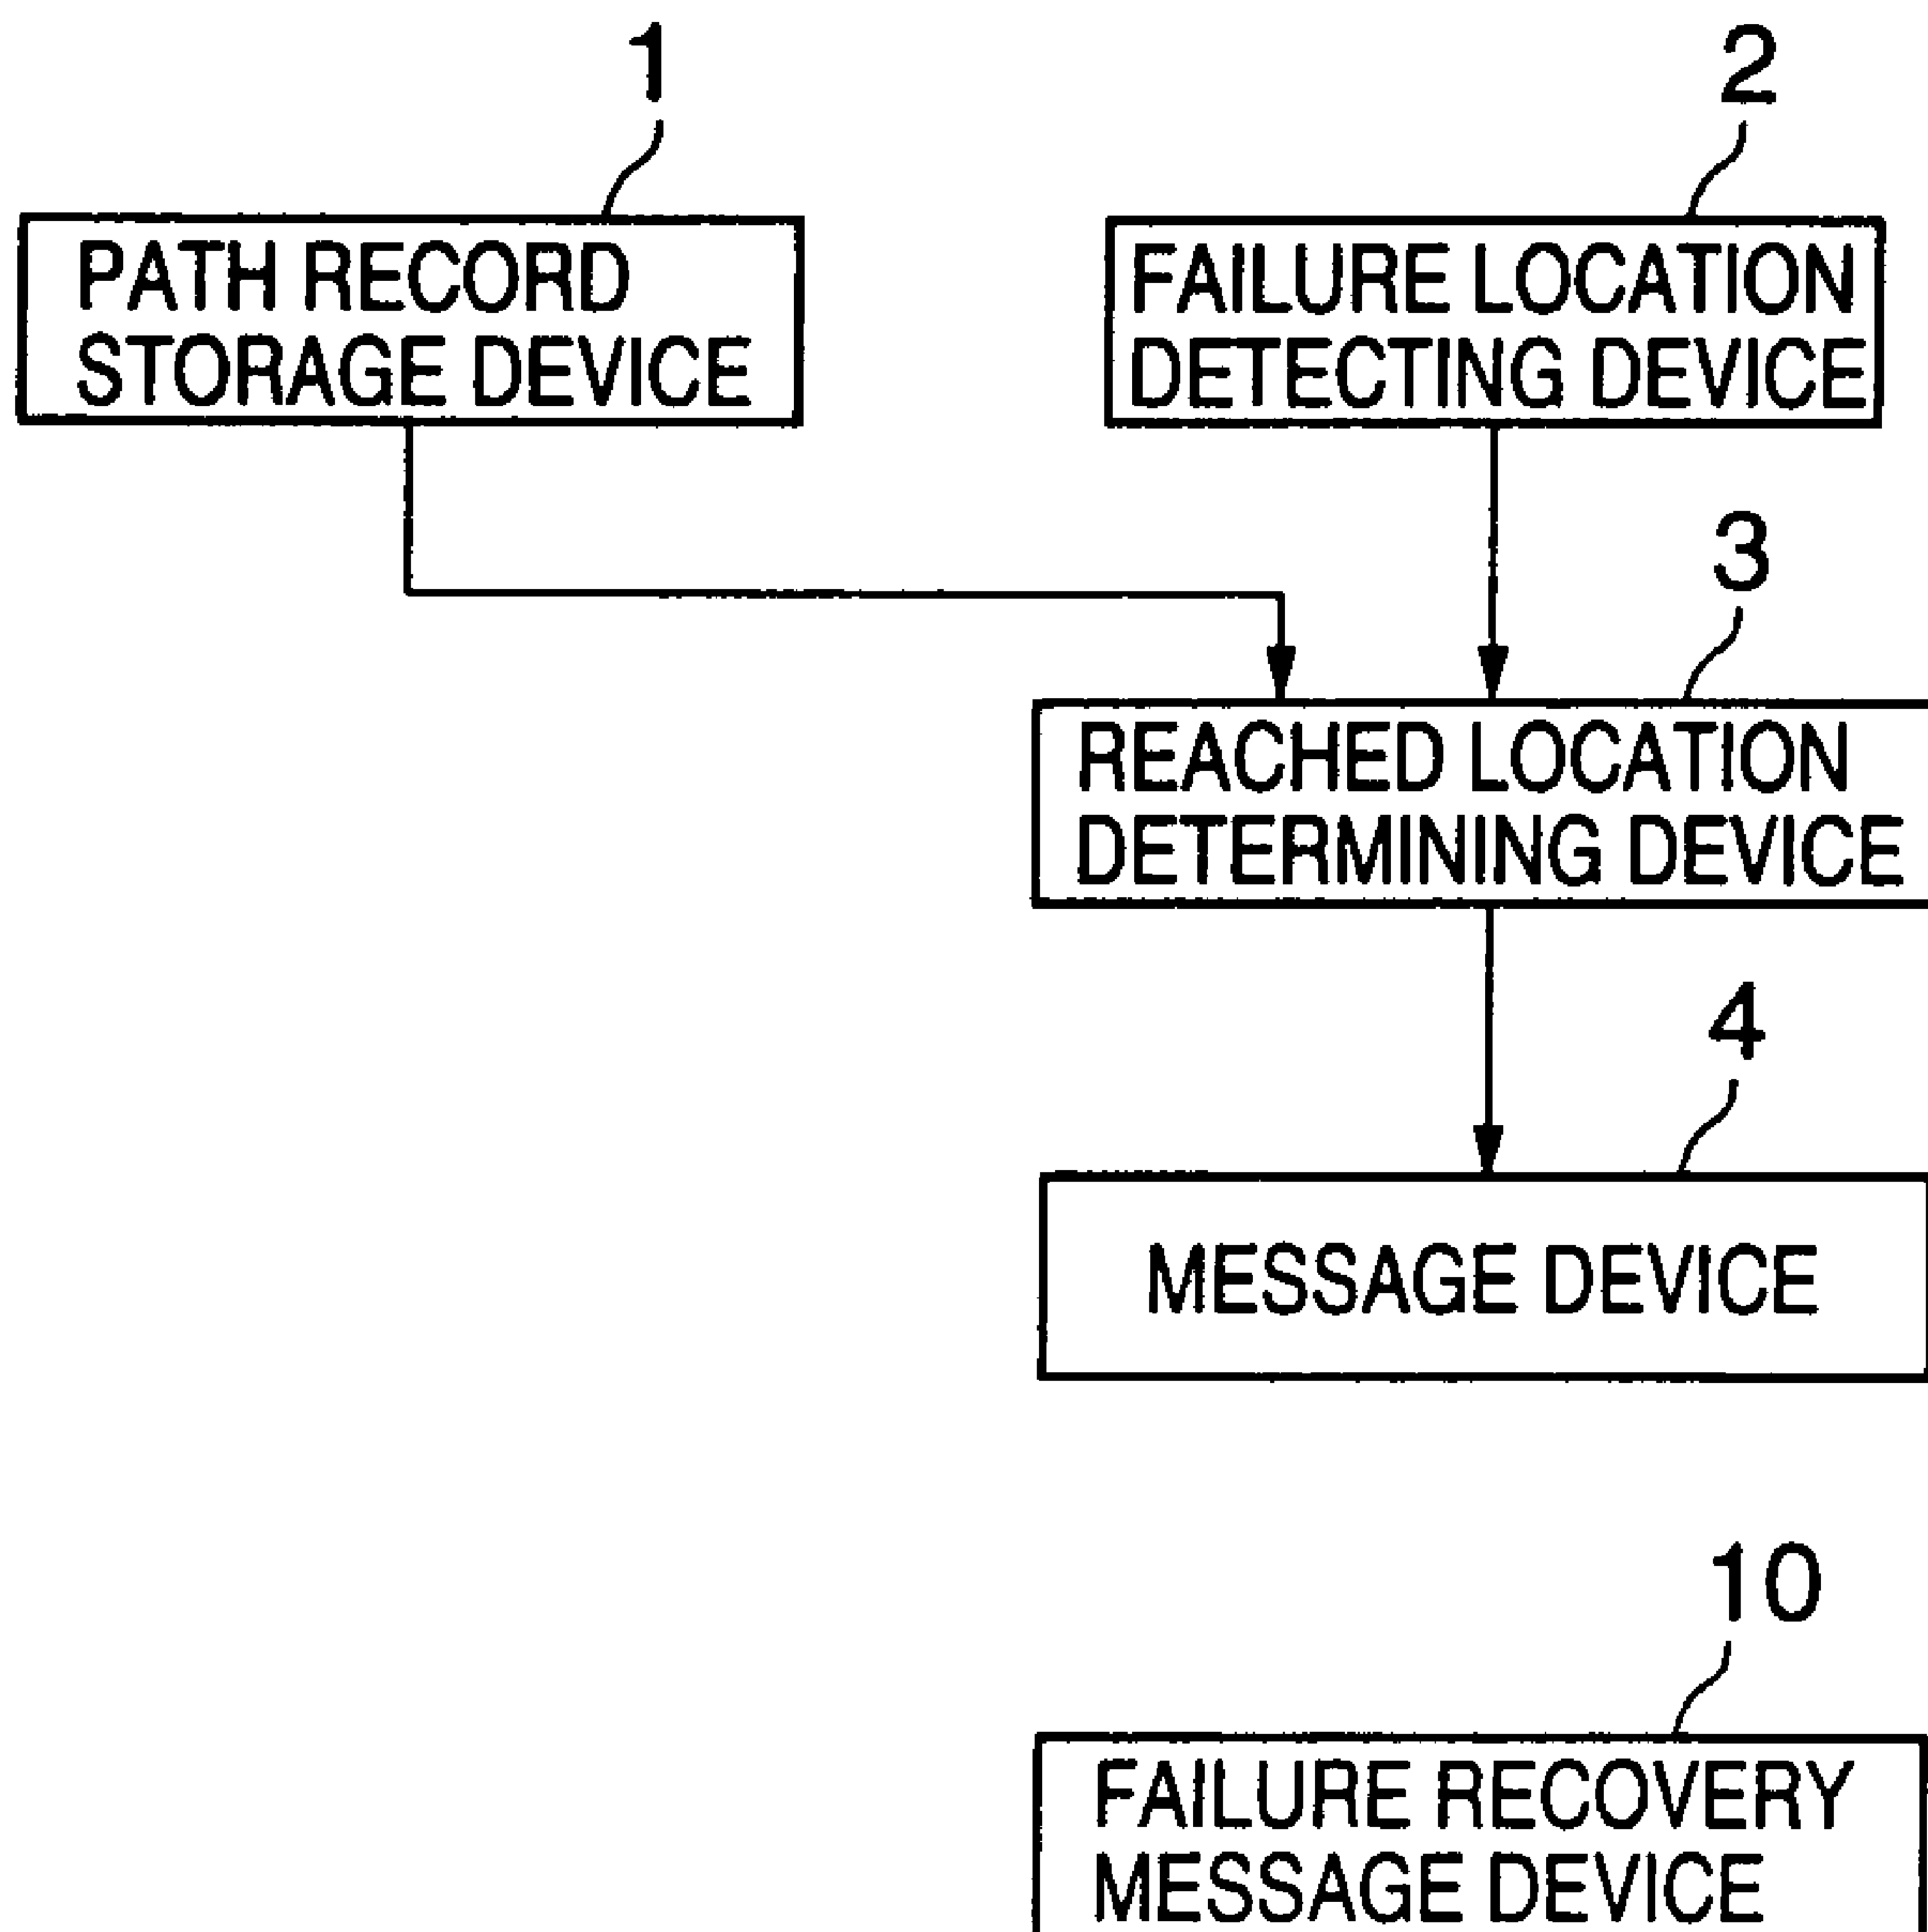 1
2
PATH RECORD
STORAGE DEVICE
FAILURE LOCATION
DETECTING DEVICE
3
REACHED LOCATION
DETERMINING DEVICE
4
MESSAGE DEVICE
10
FAILURE RECOVERY
MESSAGE DEVICE